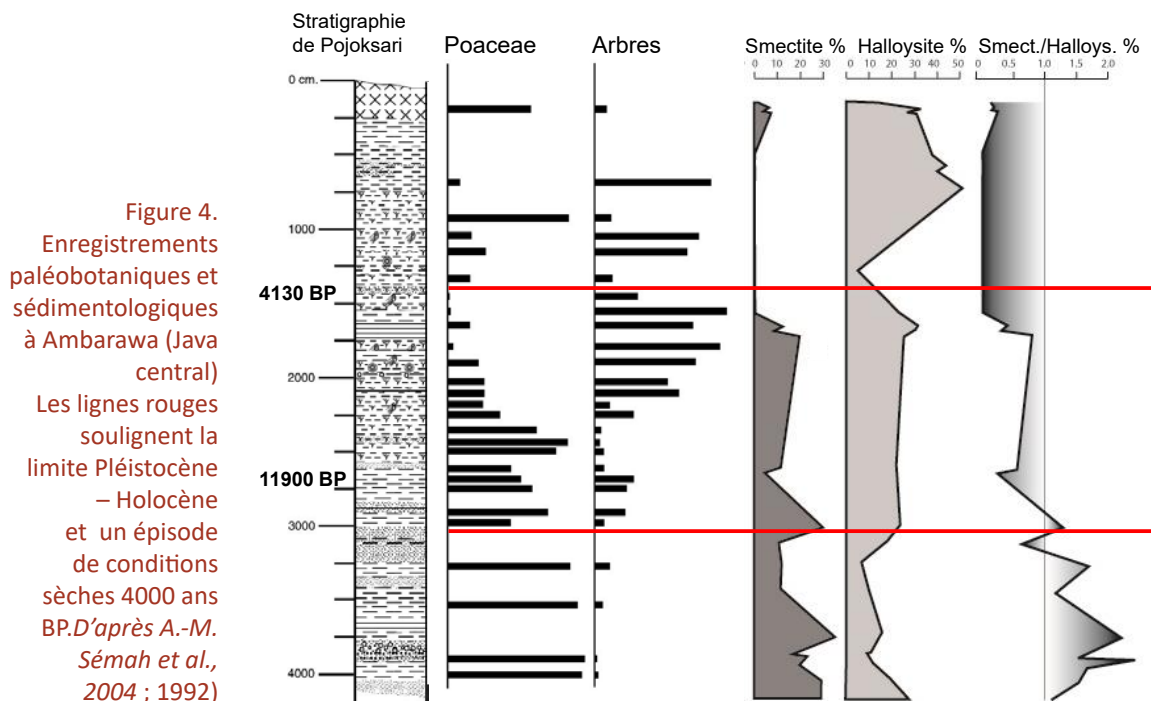 Stratigraphie
de Pojoksari
Poaceae
Arbres
Smectite %
Halloysite %
Smect./Halloys. %
0 10 20 30
0 10 20 30 40 50
0 0.5 1.0 1.5 2.0
0 cm.
1000
4130 BP
2000
11900 BP
3000
4000
Figure 4.
Enregistrements
paléobotaniques et
sédimentologiques
à Ambarawa (Java
central)
Les lignes rouges
soulignent la
limite Pléistocène
– Holocène
et un épisode
de conditions
sèches 4000 ans
BP.D'après A.-M.
Sémah et al.,
2004 ; 1992)